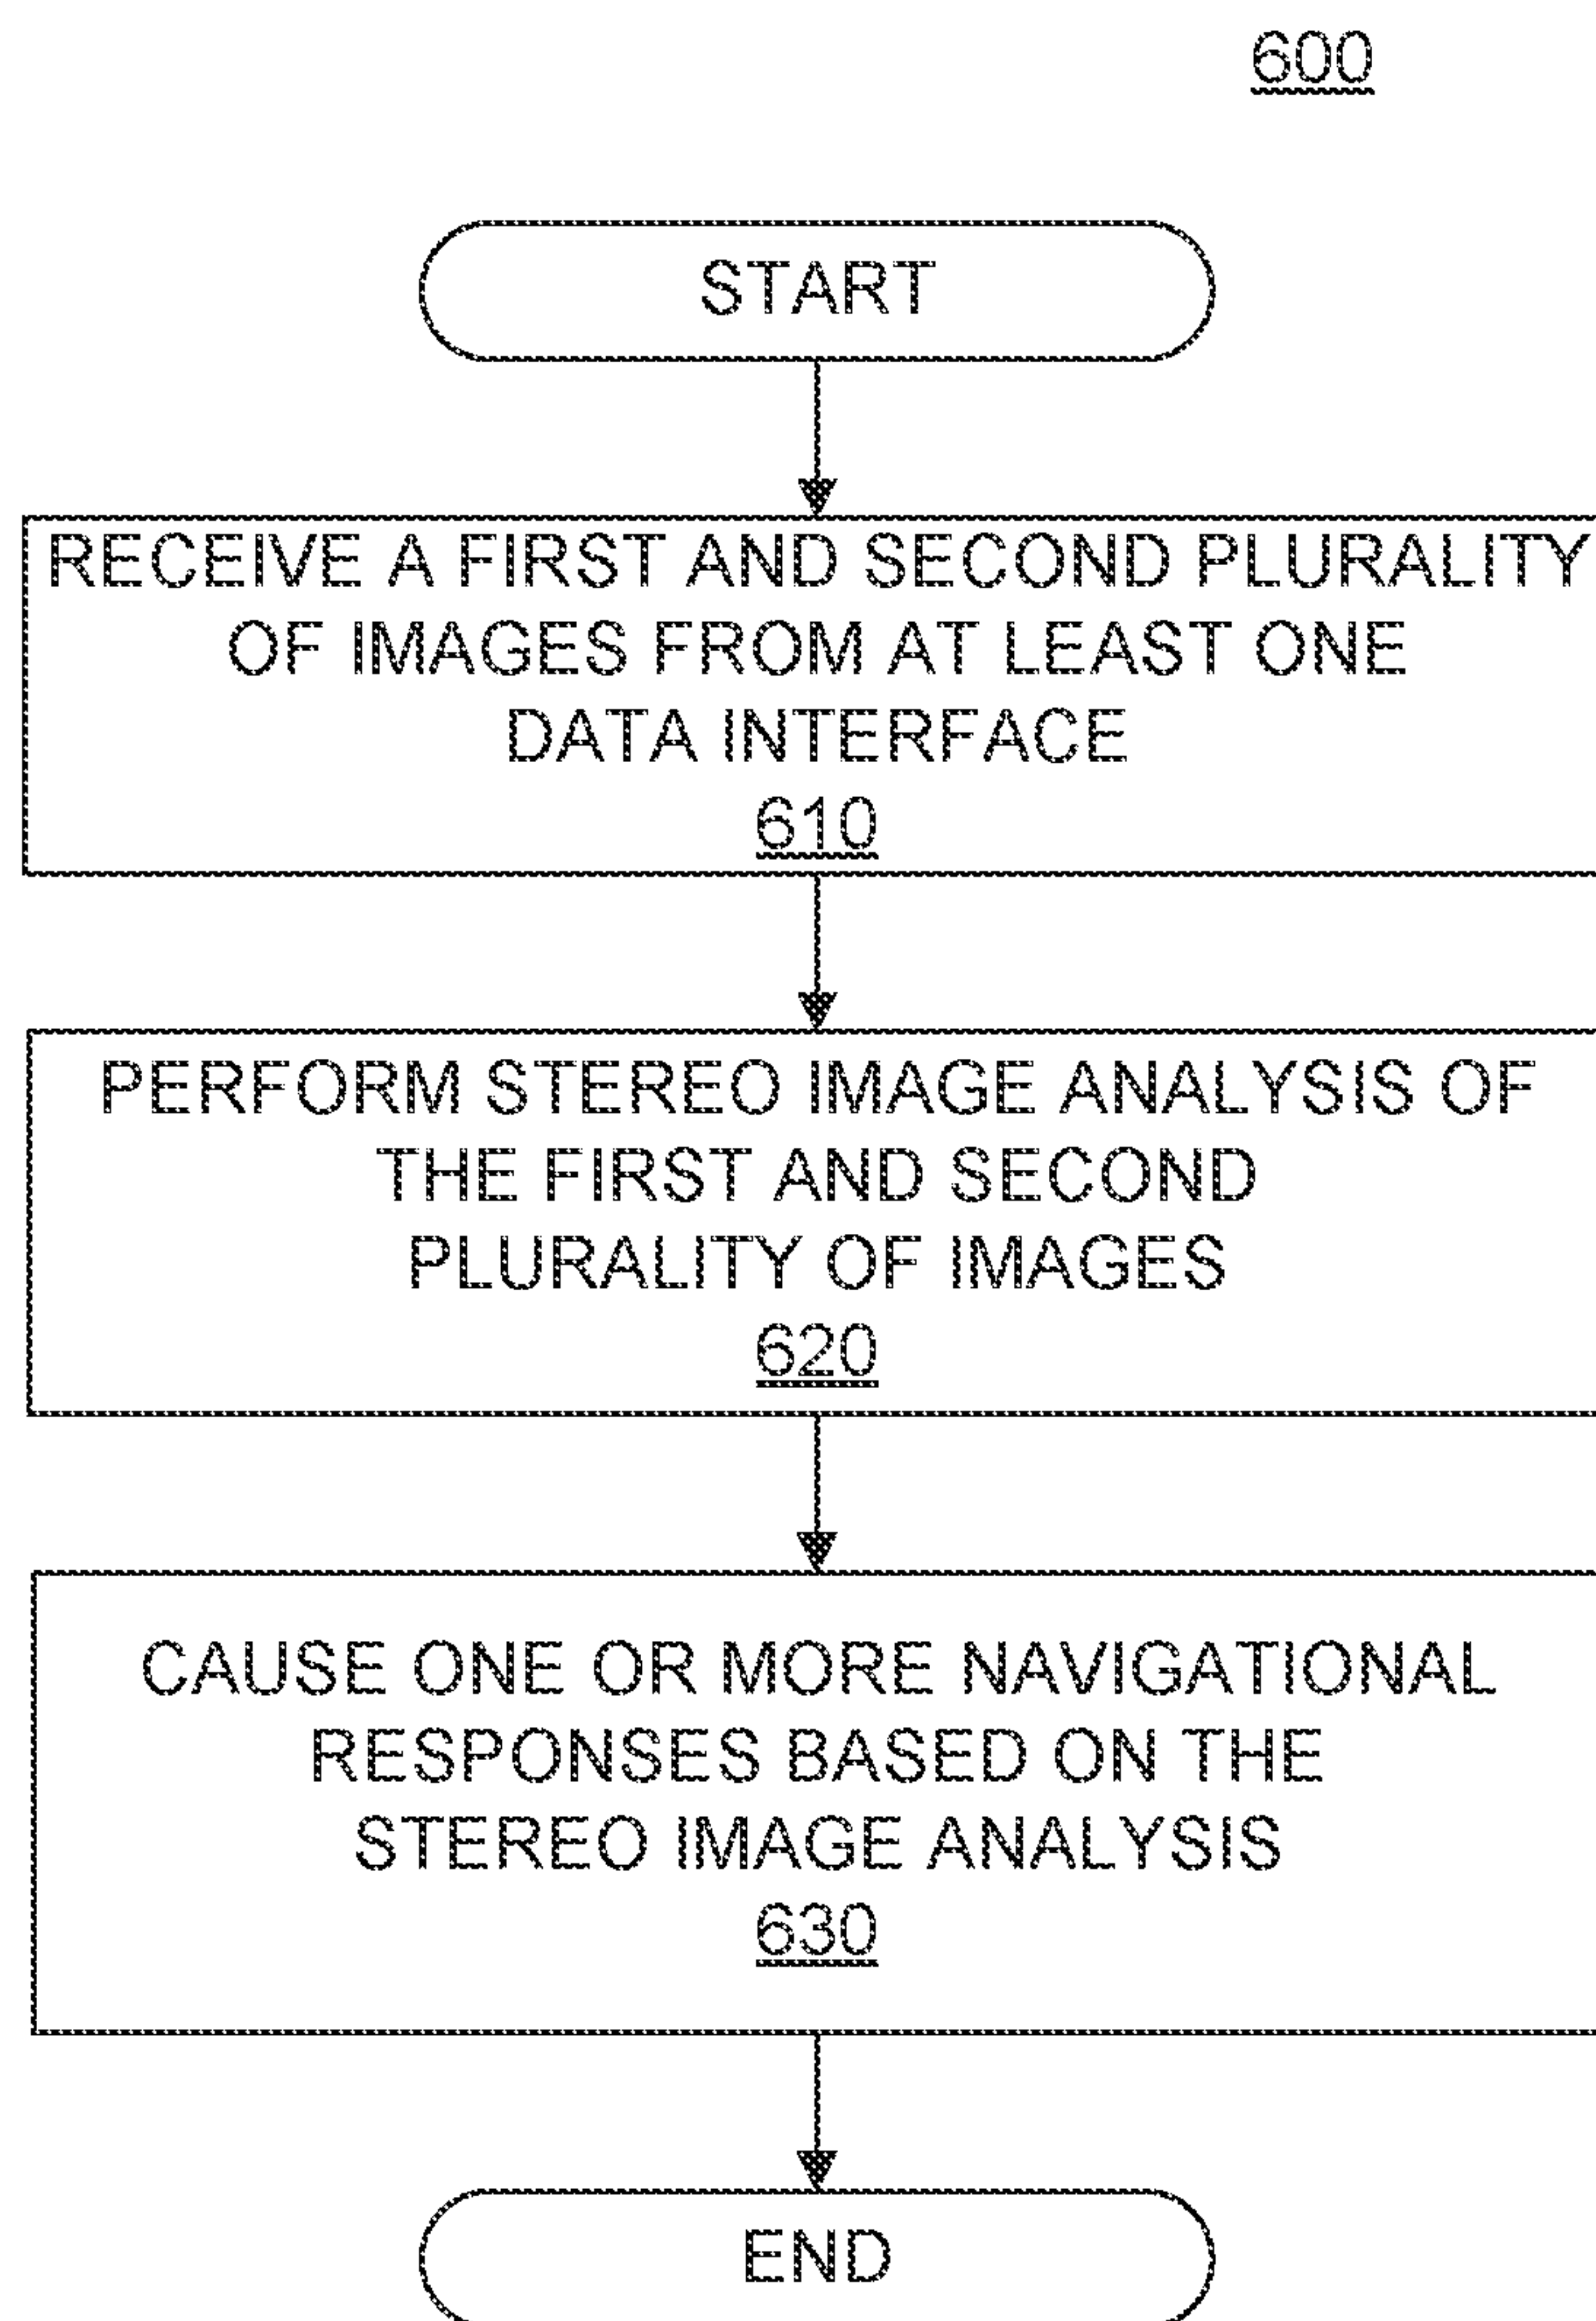 600
START
RECEIVE A FIRST AND SECOND PLURALITY
OF IMAGES FROM AT LEAST ONE
DATA INTERFACE
610
PERFORM STEREO IMAGE ANALYSIS OF
THE FIRST AND SECOND
PLURALITY OF IMAGES
620
CAUSE ONE OR MORE NAVIGATIONAL
RESPONSES BASED ON THE
STEREO IMAGE ANALYSIS
630
END